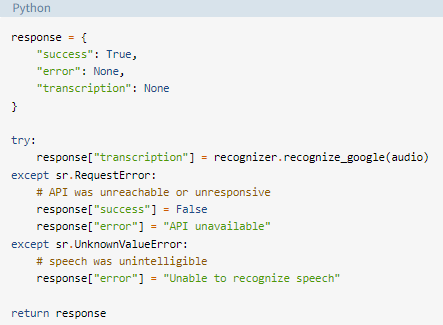 Python
response = {
    "success": True,
    "error": None,
    "transcription": None
}
try:
    response["transcription"] = recognizer.recognize_google(audio)
except sr.RequestError:
    # API was unreachable or unresponsive
    response["success"] = False
    response["error"] = "API unavailable"
except sr.UnknownValueError:
    # speech was unintelligible
    response["error"] = "Unable to recognize speech"
return response